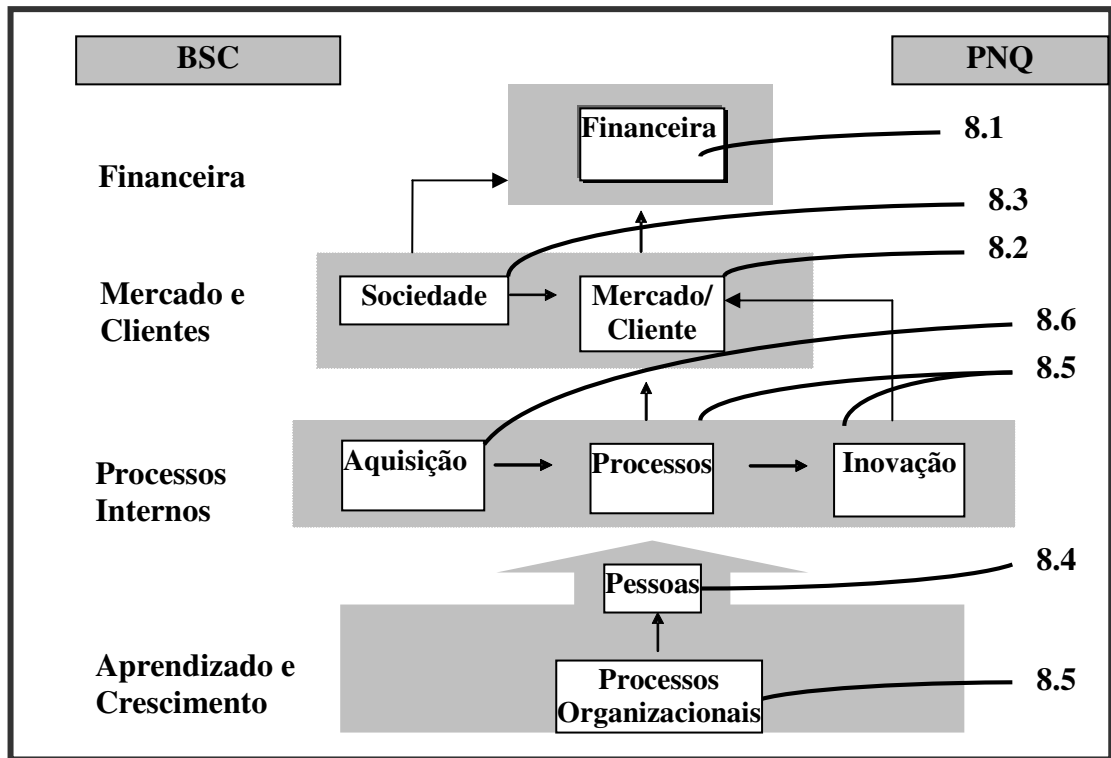 BSC
PNQ
Financeira
8.1
Financeira
8.3
8.2
Mercado e
Clientes
Sociedade
Mercado/
Cliente
8.6
8.5
Processos
Internos
Aquisição
Processos
Inovação
8.4
Pessoas
Aprendizado e
Crescimento
Processos
Organizacionais
8.5